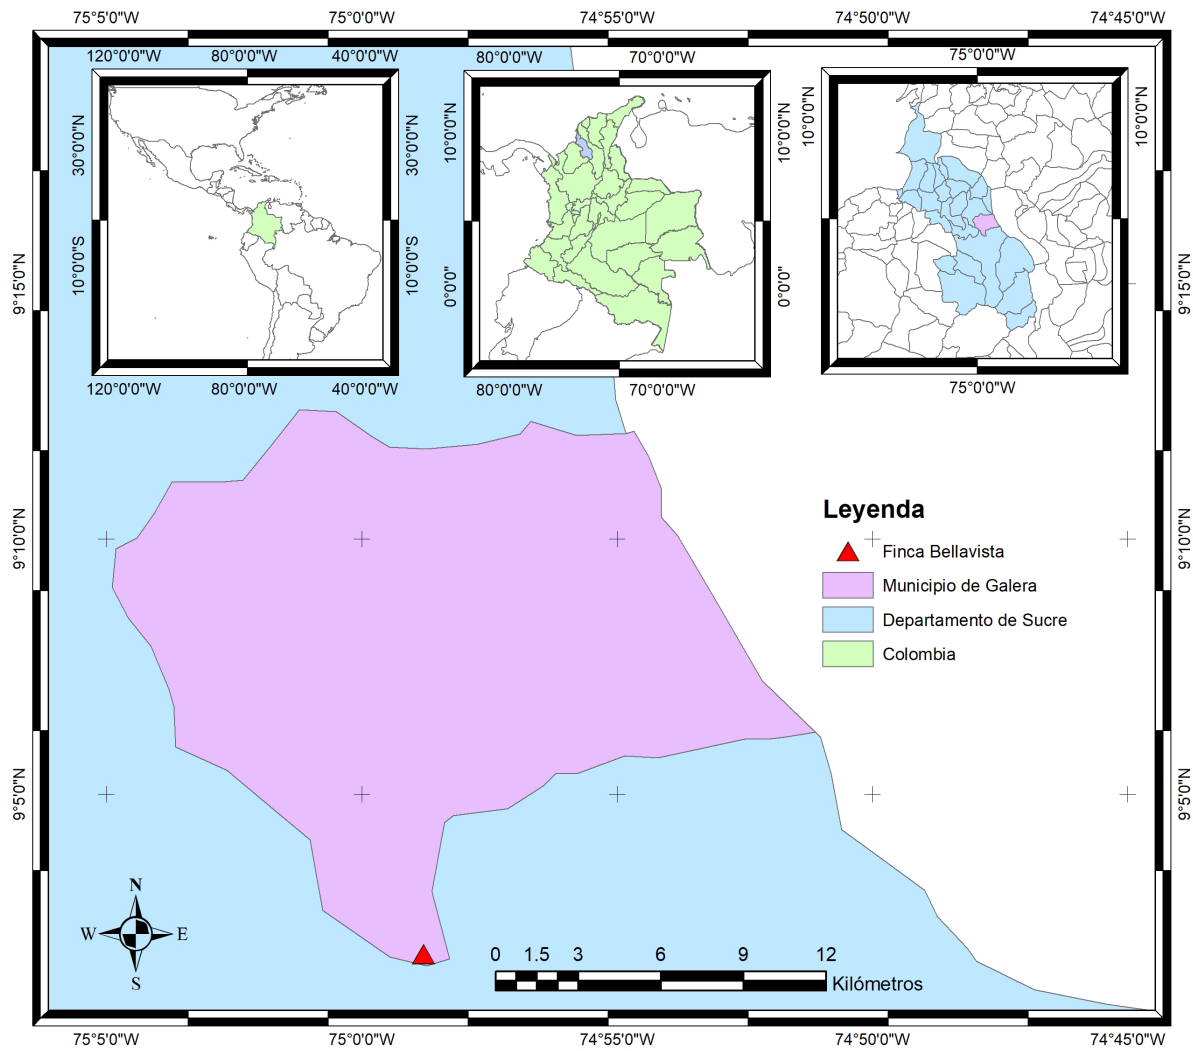 75°5'0"W 75°0'0"W 74°55'0"W 74°50'0"W 74°45'0"W
120°0'0"W 80°0'0"W 40°0'0"W
80°0'0"W 70°0'0"W
75°0'0"W
30°0'0"N 30°0'0"N
10°0'0"S 10°0'0"S
10°0'0"N 10°0'0"N
0°0'0" 0°0'0"
10°0'0"N 10°0'0"N
120°0'0"W 80°0'0"W 40°0'0"W
80°0'0"W 70°0'0"W
75°0'0"W
9°15'0"N 9°15'0"N
9°10'0"N 9°10'0"N
9°5'0"N 9°5'0"N
Leyenda
Finca Bellavista
Municipio de Galera
Departamento de Sucre
Colombia
N
W E
S
0 1.5 3 6 9 12
Kilómetros
75°5'0"W 75°0'0"W 74°55'0"W 74°50'0"W 74°45'0"W